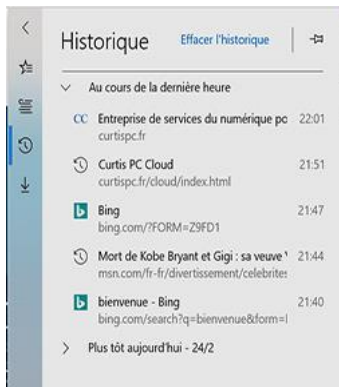 Historique Effacer l'historique
Au cours de la dernière heure
CC Entreprise de services du numérique po 22:01
curtispc.fr
Curtis PC Cloud 21:51
curtispc.fr/cloud/index.html
Bing 21:47
bing.com/?FORM=Z9FD1
Mort de Kobe Bryant et Gigi : sa veuve 21:44
msn.com/fr-fr/divertissement/celebrites
bienvenue - Bing 21:40
bing.com/search?q=bienvenue&form=
Plus tôt aujourd'hui - 24/2